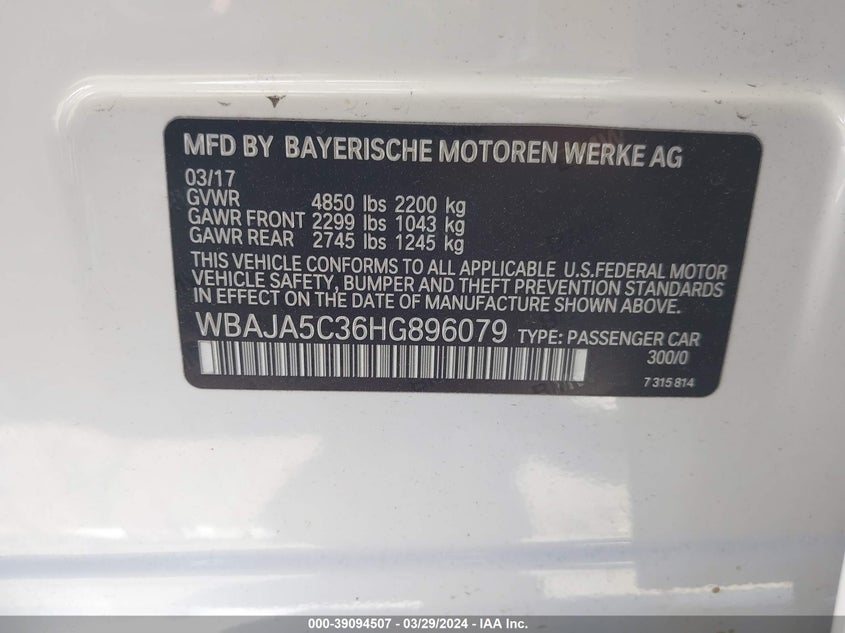 MFD BY BAYERISCHE MOTOREN WERKE AG
03/17
GVWR 4850 lbs 2200 kg
GAWR FRONT 2299 lbs 1043 kg
GAWR REAR 2745 lbs 1245 kg
THIS VEHICLE CONFORMS TO ALL APPLICABLE U.S.FEDERAL MOTOR
VEHICLE SAFETY, BUMPER AND THEFT PREVENTION STANDARDS
IN EFFECT ON THE DATE OF MANUFACTURE SHOWN ABOVE.
WBAJA5C36HG896079 TYPE: PASSENGER CAR
300/0
7 315 814
000-39094507 - 03/29/2024 - IAA Inc.